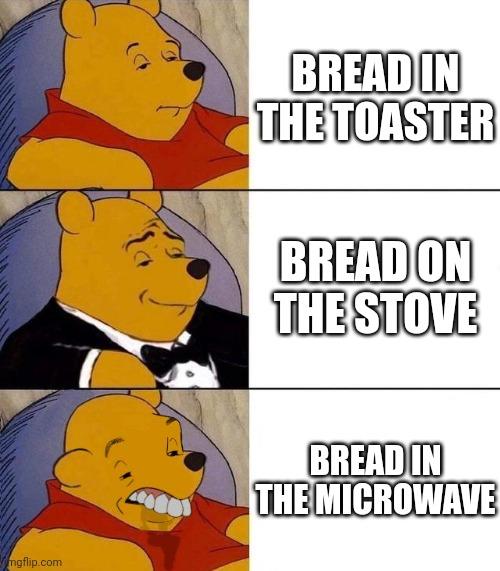 BREAD IN
THE TOASTER
BREAD ON
THE STOVE
BREAD IN
THE MICROWAVE
imgflip.com